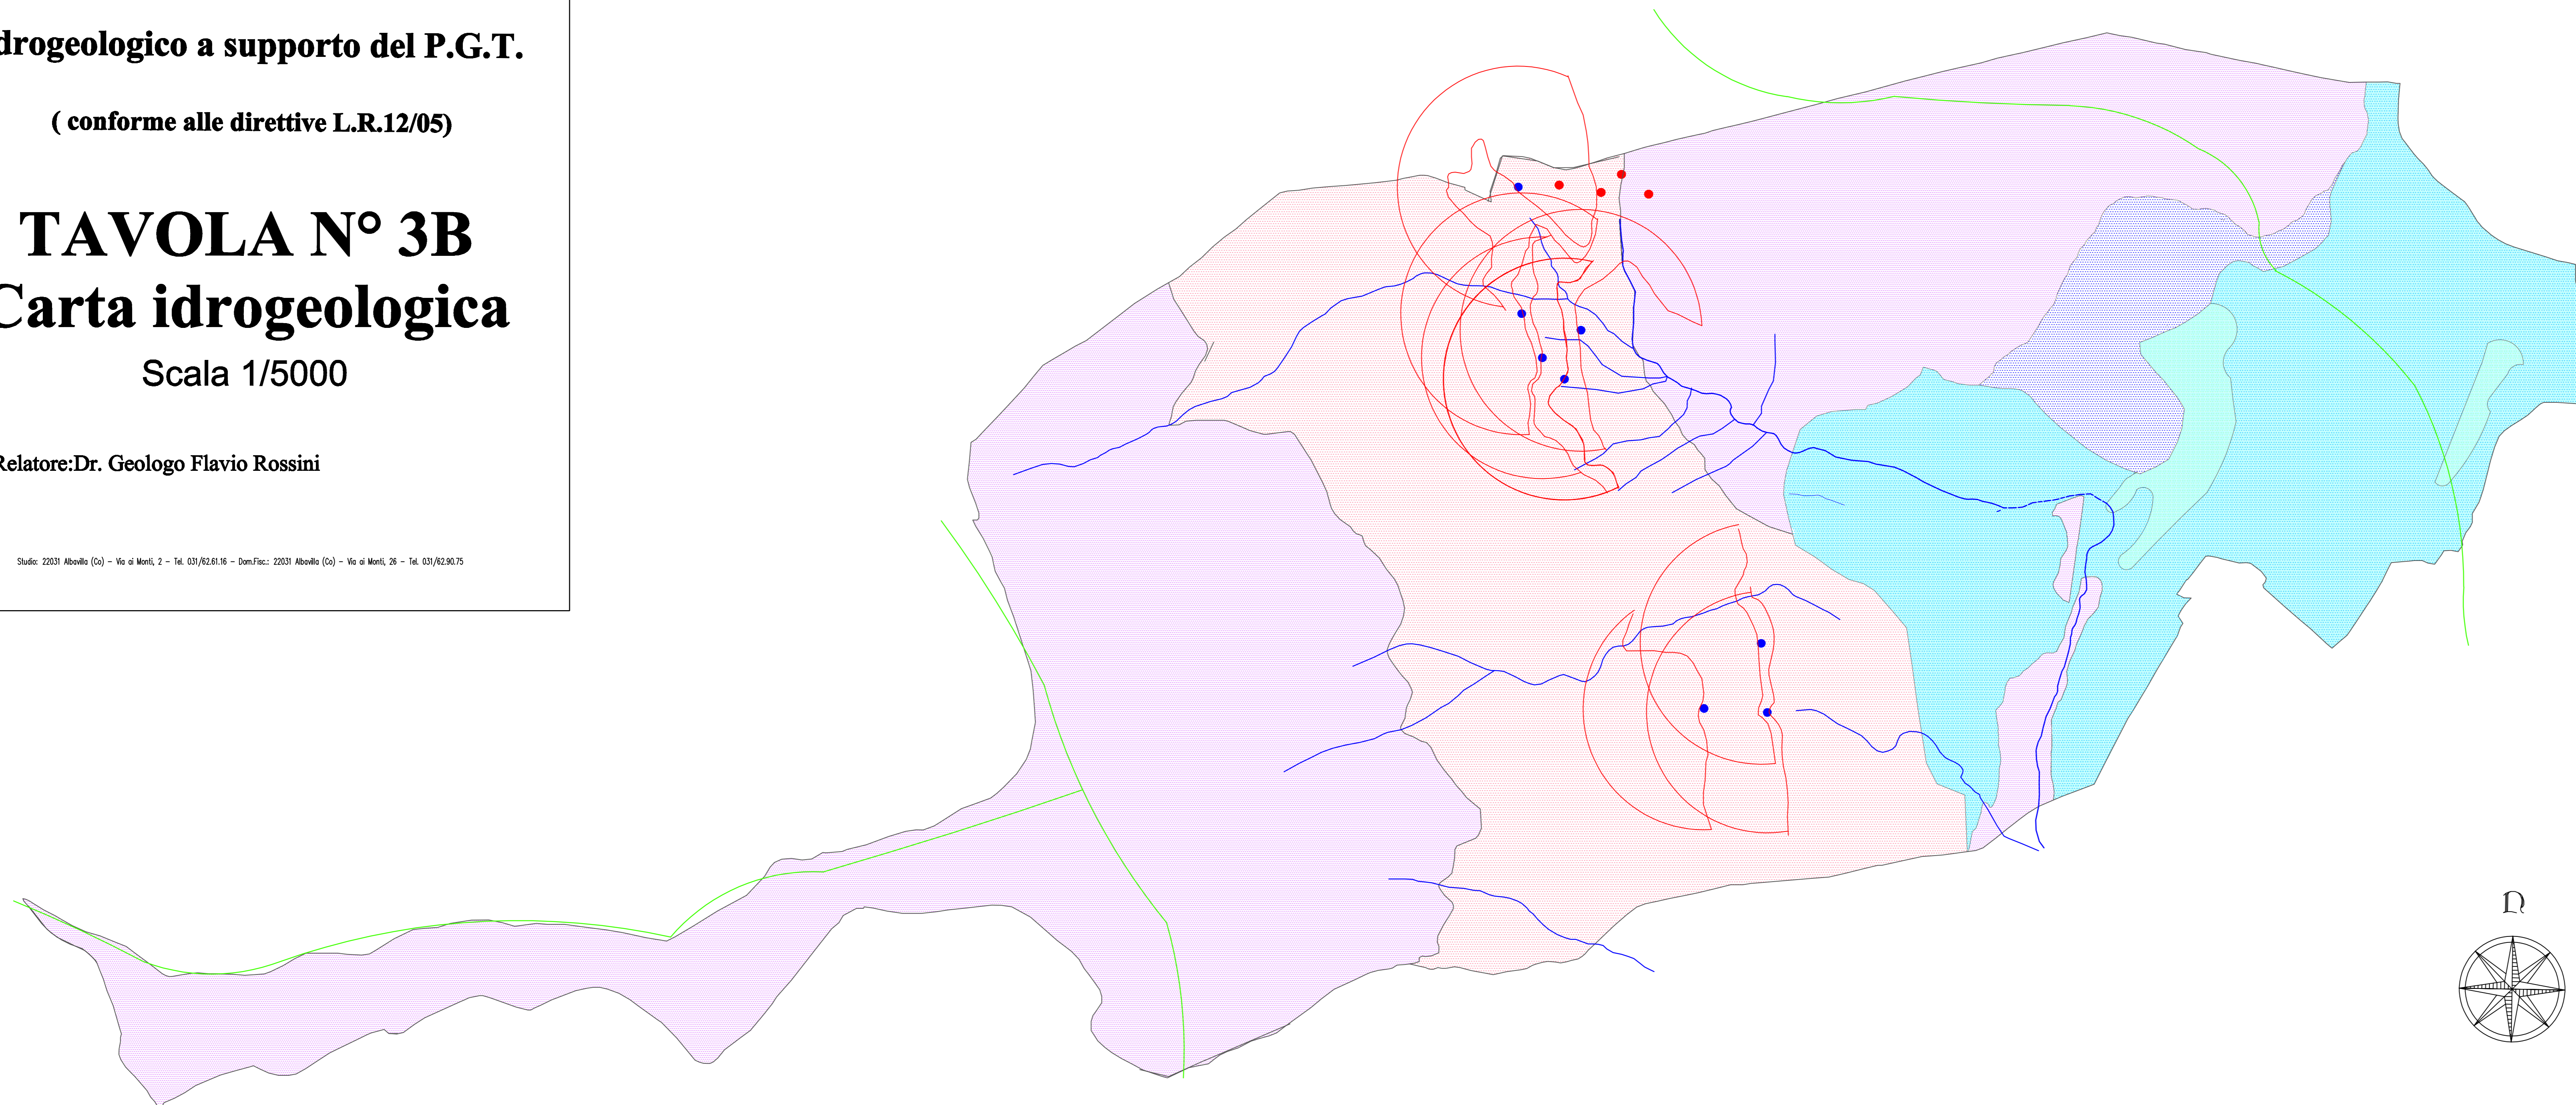 drogeologico a supporto del P.G.T.
( conforme alle direttive L.R.12/05)
TAVOLA N° 3B
Carta idrogeologica
Scala 1/5000
Relatore:Dr. Geologo Flavio Rossini
Studio: 22031 Albavilla (Co) – Via ai Monti, 2 – Tel. 031/62.61.16 – Dom.Fisc.: 22031 Albavilla (Co) – Via ai Monti, 26 – Tel. 031/62.90.75
N